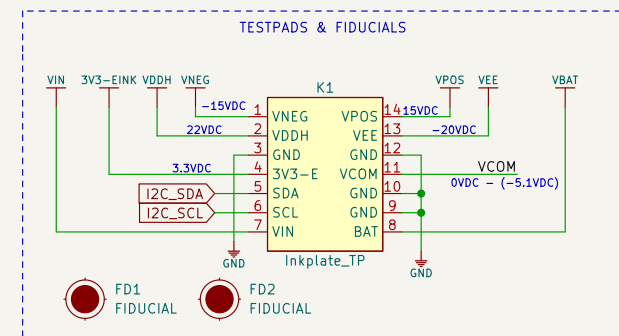 TESTPADS & FIDUCIALS
VIN 3V3-EINK VDDH VNEG K1 VPOS VEE VBAT
-15VDC 1 VNEG VPOS 14 15VDC
22VDC 2 VDDH VEE 13 -20VDC
3 GND GND 12
3.3VDC 4 3V3-E VCOM 11 VCOM
0VDC - (-5.1VDC)
I2C_SDA 5 SDA GND 10
I2C_SCL 6 SCL GND 9
7 VIN BAT 8
GND Inkplate_TP GND
FD1 FD2
FIDUCIAL FIDUCIAL